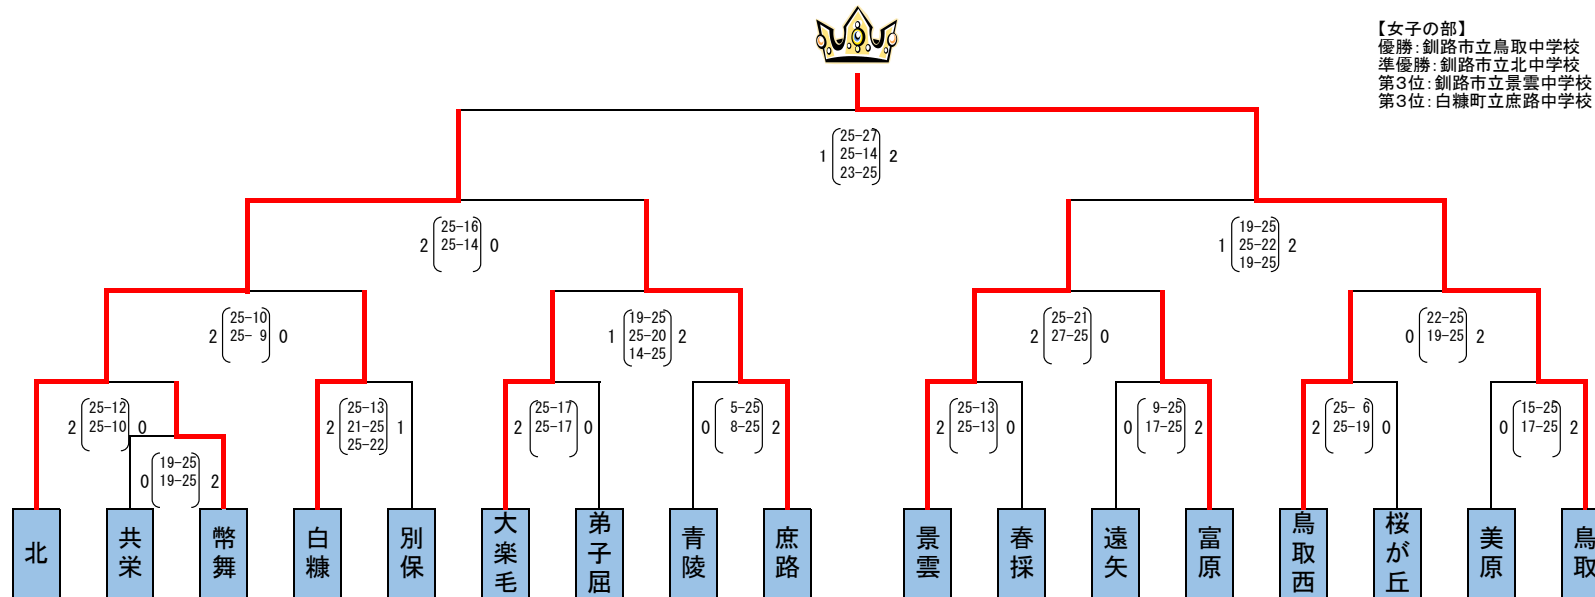 【女子の部】
優勝：釧路市立鳥取中学校
準優勝：釧路市立北中学校
第3位：釧路市立景雲中学校
第3位：白糠町立庶路中学校
1 25-27 2
25-14
23-25
2 25-16 0
25-14
1 19-25 2
25-22
19-25
2 25-10 0
25- 9
1 19-25 2
25-20
14-25
2 25-21 0
27-25
0 22-25 2
19-25
2 25-12 0
25-10
2 25-13 1
21-25
25-22
2 25-17 0
25-17
0 5-25 2
8-25
2 25-13 0
25-13
0 9-25 2
17-25
2 25- 6 0
25-19
0 15-25 2
17-25
0 19-25 2
19-25
北
共栄
幣舞
白糠
別保
大楽毛
弟子屈
青陵
庶路
景雲
春採
遠矢
富原
鳥取西
桜が丘
美原
鳥取